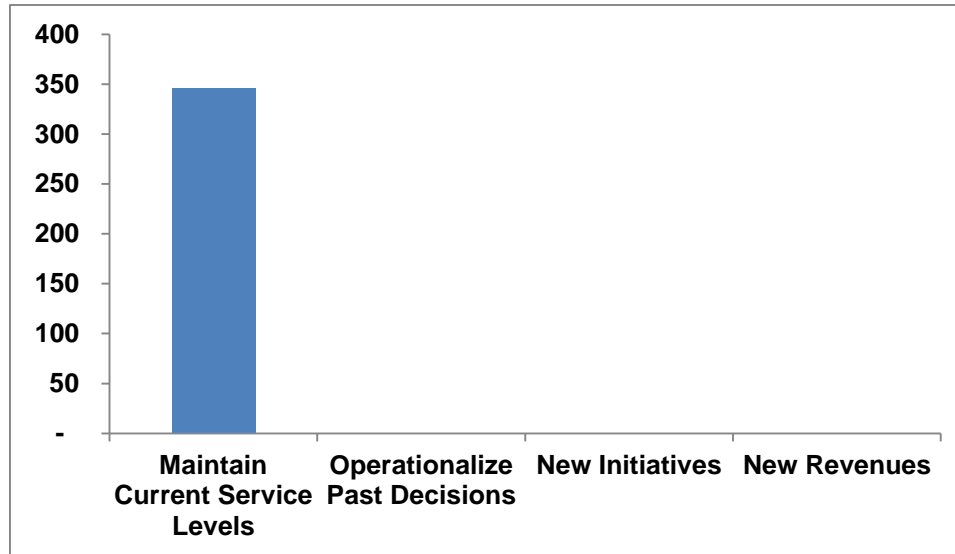 400
350
300
250
200
150
100
50
-
Maintain
Current Service
Levels
Operationalize
Past Decisions
New Initiatives
New Revenues